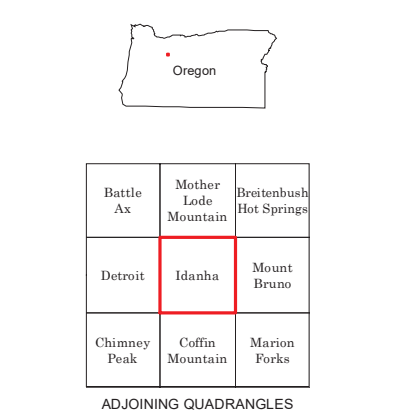 Oregon
Battle
Ax
Mother
Lode
Mountain
Breitenbush
Hot Springs
Detroit
Idanha
Mount
Bruno
Chimney
Peak
Coffin
Mountain
Marion
Forks
ADJOINING QUADRANGLES